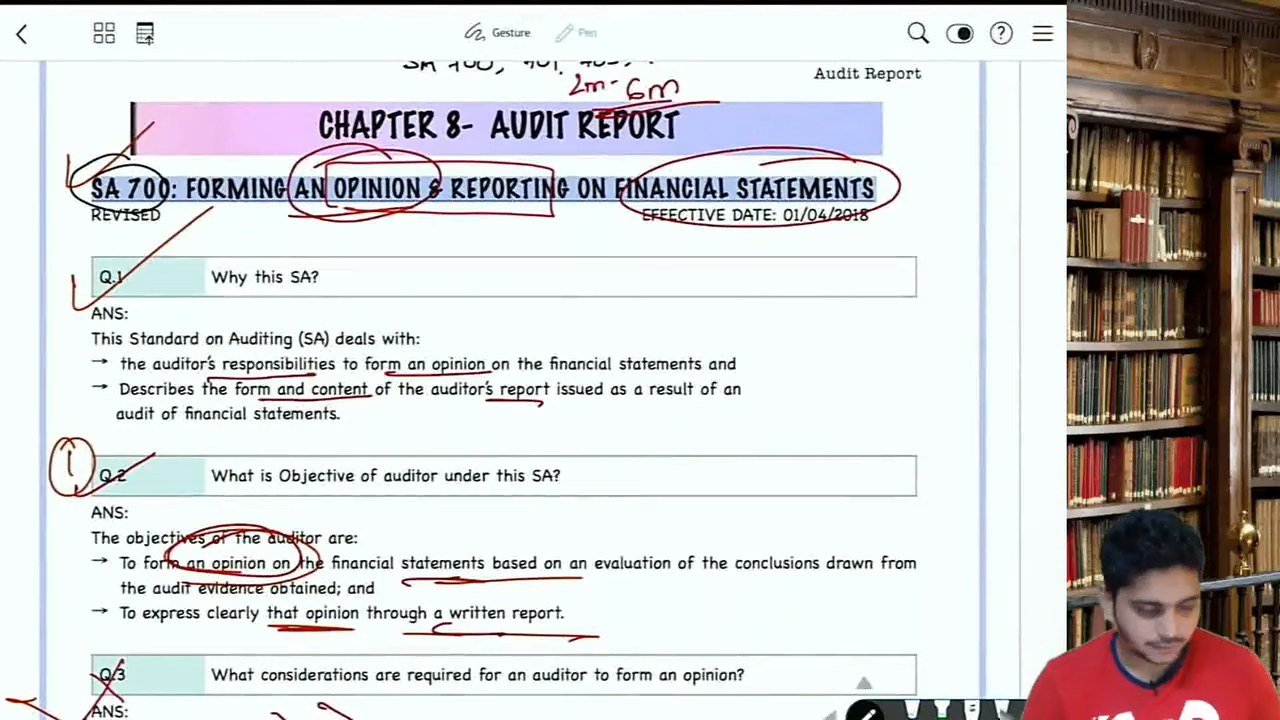 Gesture
Pen
SA 700, 701,
Audit Report
2m - 6m
CHAPTER 8- AUDIT REPORT
SA 700: FORMING AN OPINION & REPORTING ON FINANCIAL STATEMENTS
REVISED
EFFECTIVE DATE: 01/04/2018
Q.1 Why this SA?
ANS:
This Standard on Auditing (SA) deals with:
→ the auditor's responsibilities to form an opinion on the financial statements and
→ Describes the form and content of the auditor's report issued as a result of an
audit of financial statements.
1
Q.2 What is Objective of auditor under this SA?
ANS:
The objectives of the auditor are:
→ To form an opinion on the financial statements based on an evaluation of the conclusions drawn from
the audit evidence obtained; and
→ To express clearly that opinion through a written report.
Q.3 What considerations are required for an auditor to form an opinion?
ANS: